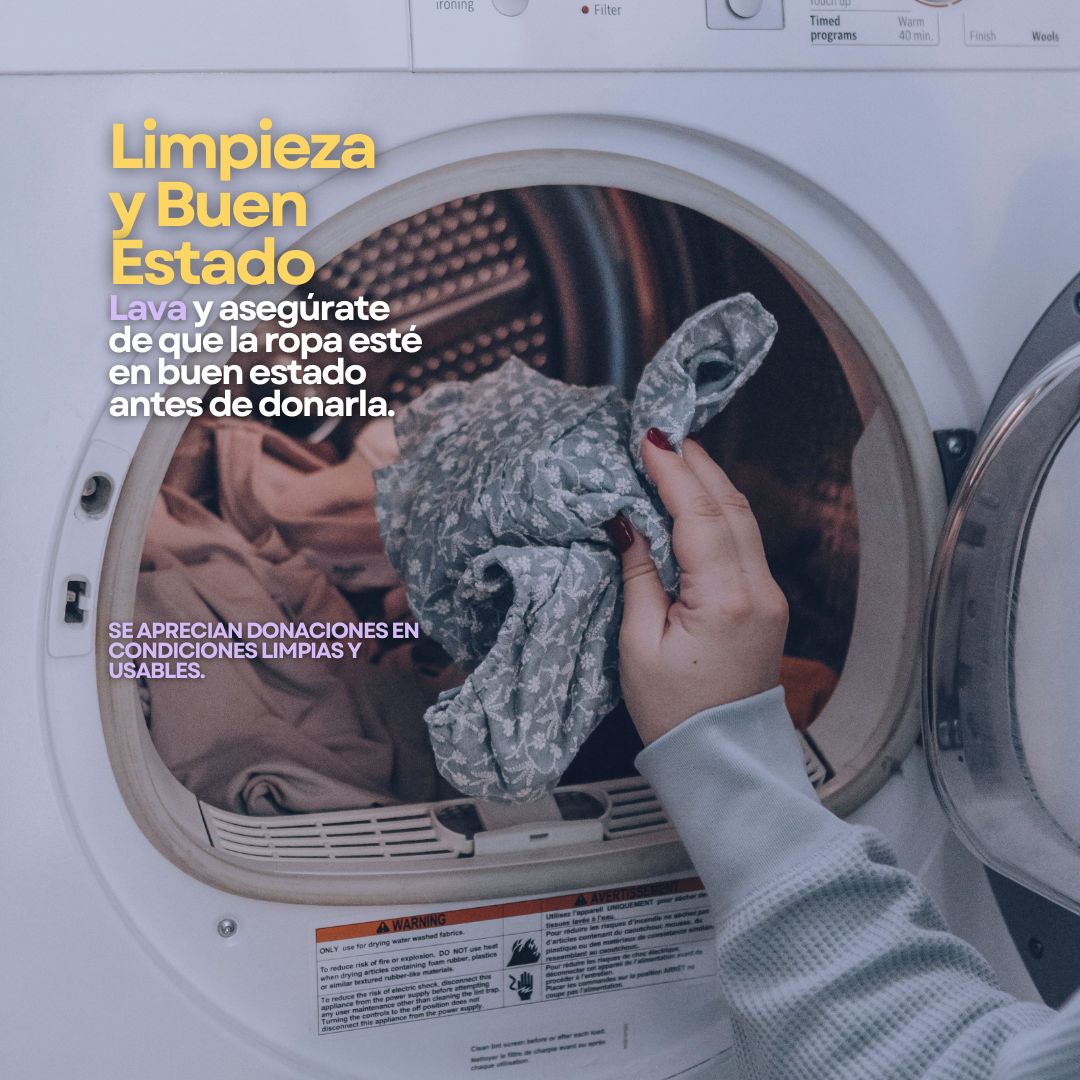 ironing
Filter
Touch up
Timed
programs
Warm
40 min.
Finish
Wools
Limpieza
y Buen
Estado
Lava y asegúrate
de que la ropa esté
en buen estado
antes de donarla.
SE APRECIAN DONACIONES EN
CONDICIONES LIMPIAS Y
USABLES.
WARNING
ONLY use for drying water washed fabrics.
To reduce risk of fire or explosion, DO NOT use heat
when drying articles containing foam rubber, plastics
or similar textured rubber-like materials.
To reduce the risk of electric shock, disconnect this
appliance from the power supply before attempting
any user maintenance other than cleaning the lint trap.
Turning the controls to the off position does not
disconnect this appliance from the power supply.
AVERTISSEMENT
Utilisez l'appareil UNIQUEMENT pour sécher des
tissus lavés à l'eau.
Pour réduire les risques d'incendie ne séchez pas
d'articles contenant du caoutchouc mousse, du
plastique ou des materiaux de consistance similaire
ressemblant au caoutchouc.
Pour réduire les risques de choc électrique,
déconnecter cet appareil de l'alimentation avant de
procéder à l'entretien.
Placer les commandes sur la position ARRÊT ne
coupe pas l'alimentation.
Clean lint screen before or after each load.
Nettoyer le filtre de charpie avant ou après
chaque utilisation.